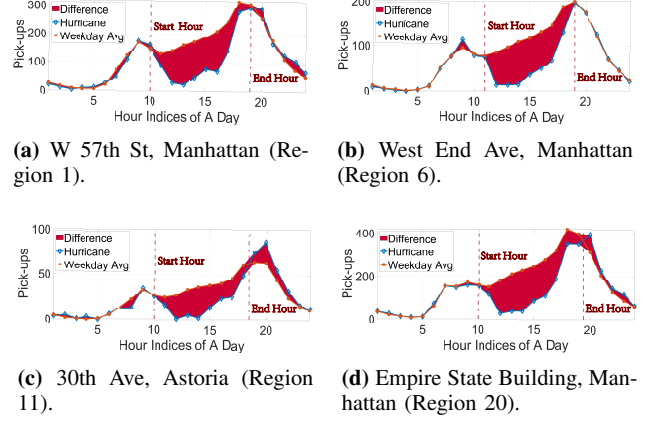 300
200
100
0
Pick-ups
Difference
Hurricane
Weekday Avg
Start Hour
End Hour
5 10 15 20
Hour Indices of A Day
(a) W 57th St, Manhattan (Re-
gion 1).
200
100
0
Pick-ups
Difference
Hurricane
Weekday Avg
Start Hour
End Hour
5 10 15 20
Hour Indices of A Day
(b) West End Ave, Manhattan
(Region 6).
100
50
0
Pick-ups
Difference
Hurricane
Weekday Avg
Start Hour
End Hour
5 10 15 20
Hour Indices of A Day
(c) 30th Ave, Astoria (Region
11).
400
200
0
Pick-ups
Difference
Hurricane
Weekday Avg
Start Hour
End Hour
5 10 15 20
Hour Indices of A Day
(d) Empire State Building, Man-
hattan (Region 20).